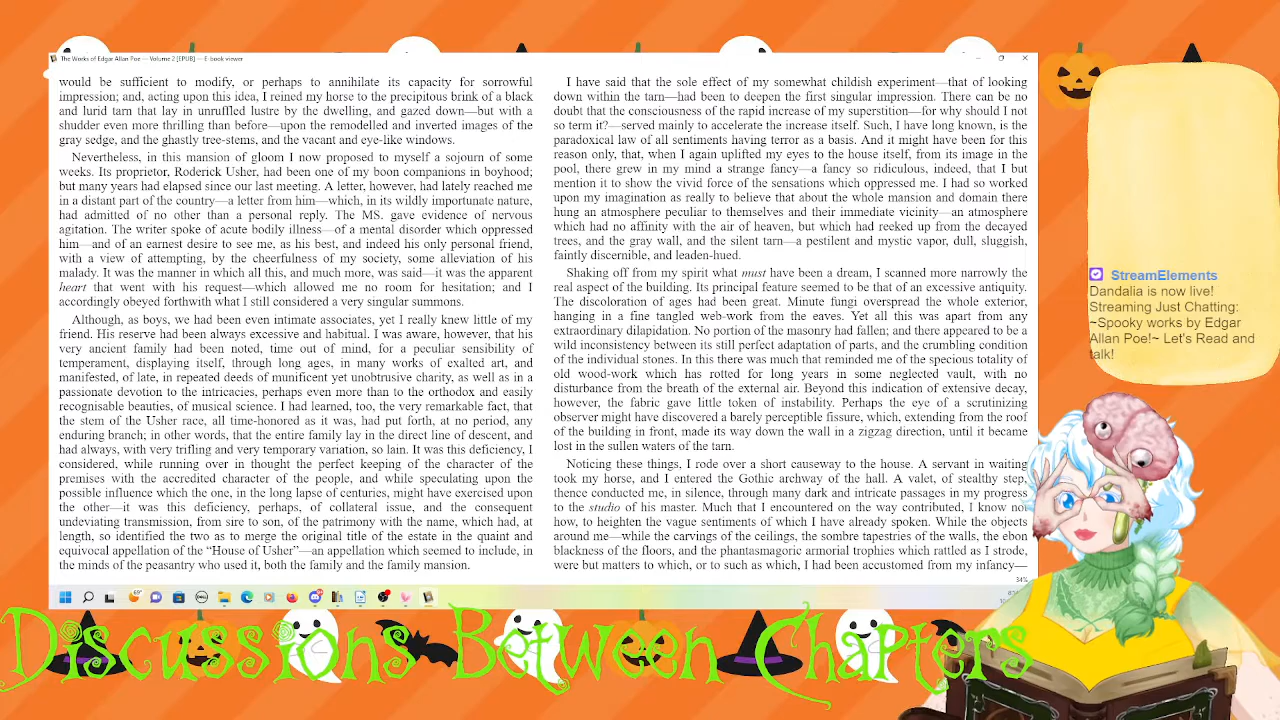 The Works of Edgar Allan Poe — Volume 2 [EPUB] — E-book viewer
would be sufficient to modify, or perhaps to annihilate its capacity for sorrowful
impression; and, acting upon this idea, I reined my horse to the precipitous brink of a black
and lurid tarn that lay in unruffled lustre by the dwelling, and gazed down—but with a
shudder even more thrilling than before—upon the remodelled and inverted images of the
gray sedge, and the ghastly tree-stems, and the vacant and eye-like windows.
Nevertheless, in this mansion of gloom I now proposed to myself a sojourn of some
weeks. Its proprietor, Roderick Usher, had been one of my boon companions in boyhood;
but many years had elapsed since our last meeting. A letter, however, had lately reached me
in a distant part of the country—a letter from him—which, in its wildly importunate nature,
had admitted of no other than a personal reply. The MS. gave evidence of nervous
agitation. The writer spoke of acute bodily illness—of a mental disorder which oppressed
him—and of an earnest desire to see me, as his best, and indeed his only personal friend,
with a view of attempting, by the cheerfulness of my society, some alleviation of his
malady. It was the manner in which all this, and much more, was said—it was the apparent
heart that went with his request—which allowed me no room for hesitation; and I
accordingly obeyed forthwith what I still considered a very singular summons.
Although, as boys, we had been even intimate associates, yet I really knew little of my
friend. His reserve had been always excessive and habitual. I was aware, however, that his
very ancient family had been noted, time out of mind, for a peculiar sensibility of
temperament, displaying itself, through long ages, in many works of exalted art, and
manifested, of late, in repeated deeds of munificent yet unobtrusive charity, as well as in a
passionate devotion to the intricacies, perhaps even more than to the orthodox and easily
recognisable beauties, of musical science. I had learned, too, the very remarkable fact, that
the stem of the Usher race, all time-honored as it was, had put forth, at no period, any
enduring branch; in other words, that the entire family lay in the direct line of descent, and
had always, with very trifling and very temporary variation, so lain. It was this deficiency, I
considered, while running over in thought the perfect keeping of the character of the
premises with the accredited character of the people, and while speculating upon the
possible influence which the one, in the long lapse of centuries, might have exercised upon
the other—it was this deficiency, perhaps, of collateral issue, and the consequent
undeviating transmission, from sire to son, of the patrimony with the name, which had, at
length, so identified the two as to merge the original title of the estate in the quaint and
equivocal appellation of the “House of Usher”—an appellation which seemed to include, in
the minds of the peasantry who used it, both the family and the family mansion.
I have said that the sole effect of my somewhat childish experiment—that of looking
down within the tarn—had been to deepen the first singular impression. There can be no
doubt that the consciousness of the rapid increase of my superstition—for why should I not
so term it?—served mainly to accelerate the increase itself. Such, I have long known, is the
paradoxical law of all sentiments having terror as a basis. And it might have been for this
reason only, that, when I again uplifted my eyes to the house itself, from its image in the
pool, there grew in my mind a strange fancy—a fancy so ridiculous, indeed, that I but
mention it to show the vivid force of the sensations which oppressed me. I had so worked
upon my imagination as really to believe that about the whole mansion and domain there
hung an atmosphere peculiar to themselves and their immediate vicinity—an atmosphere
which had no affinity with the air of heaven, but which had reeked up from the decayed
trees, and the gray wall, and the silent tarn—a pestilent and mystic vapor, dull, sluggish,
faintly discernible, and leaden-hued.
Shaking off from my spirit what must have been a dream, I scanned more narrowly the
real aspect of the building. Its principal feature seemed to be that of an excessive antiquity.
The discoloration of ages had been great. Minute fungi overspread the whole exterior,
hanging in a fine tangled web-work from the eaves. Yet all this was apart from any
extraordinary dilapidation. No portion of the masonry had fallen; and there appeared to be a
wild inconsistency between its still perfect adaptation of parts, and the crumbling condition
of the individual stones. In this there was much that reminded me of the specious totality of
old wood-work which has rotted for long years in some neglected vault, with no
disturbance from the breath of the external air. Beyond this indication of extensive decay,
however, the fabric gave little token of instability. Perhaps the eye of a scrutinizing
observer might have discovered a barely perceptible fissure, which, extending from the roof
of the building in front, made its way down the wall in a zigzag direction, until it became
lost in the sullen waters of the tarn.
Noticing these things, I rode over a short causeway to the house. A servant in waiting
took my horse, and I entered the Gothic archway of the hall. A valet, of stealthy step,
thence conducted me, in silence, through many dark and intricate passages in my progress
to the studio of his master. Much that I encountered on the way contributed, I know no
how, to heighten the vague sentiments of which I have already spoken. While the objects
around me—while the carvings of the ceilings, the sombre tapestries of the walls, the ebon
blackness of the floors, and the phantasmagoric armorial trophies which rattled as I strode,
were but matters to which, or to such as which, I had been accustomed from my infancy—
34%
StreamElements
Dandalia is now live!
Streaming Just Chatting:
~Spooky works by Edgar
Allan Poe!~ Let's Read and
talk!
Discussions Between Chapters